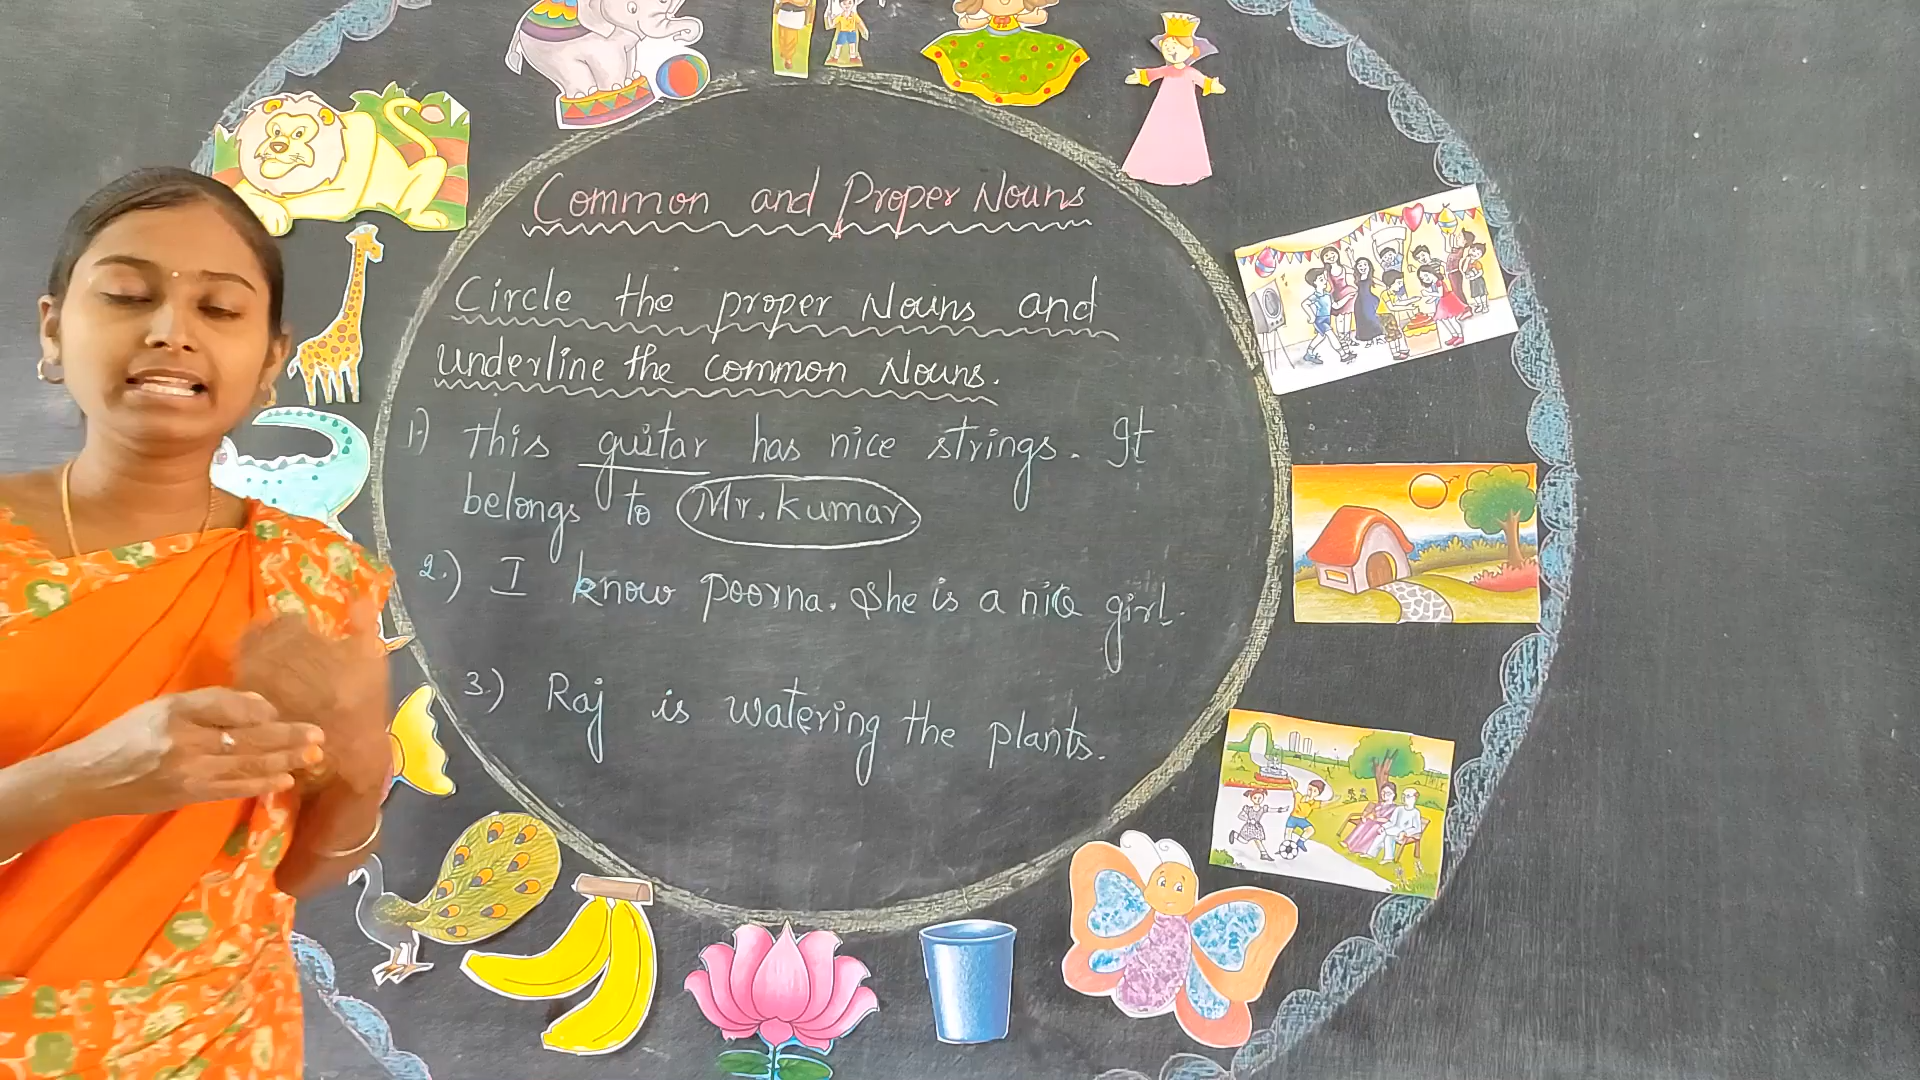 Common and Proper Nouns
Circle the proper Nouns and
underline the common Nouns.
1.) This guitar has nice strings. It
belongs to Mr. Kumar.
2.) I know Poorna. She is a nice girl.
3.) Raj is watering the plants.